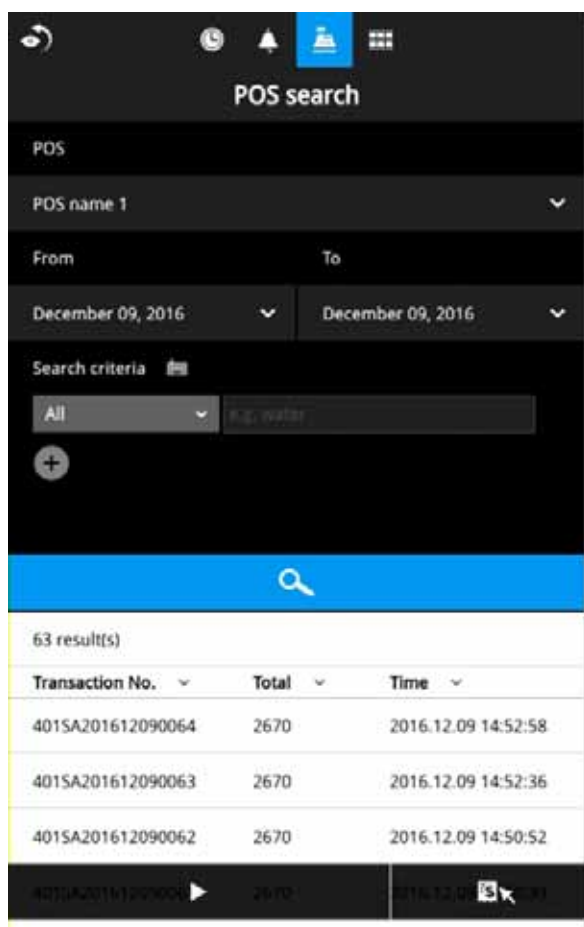 POS search
POS
POS name 1
From To
December 09, 2016 December 09, 2016
Search criteria
All e.g. water
63 result(s)
Transaction No. Total Time
401SA201612090064 2670 2016.12.09 14:52:58
401SA201612090063 2670 2016.12.09 14:52:36
401SA201612090062 2670 2016.12.09 14:50:52